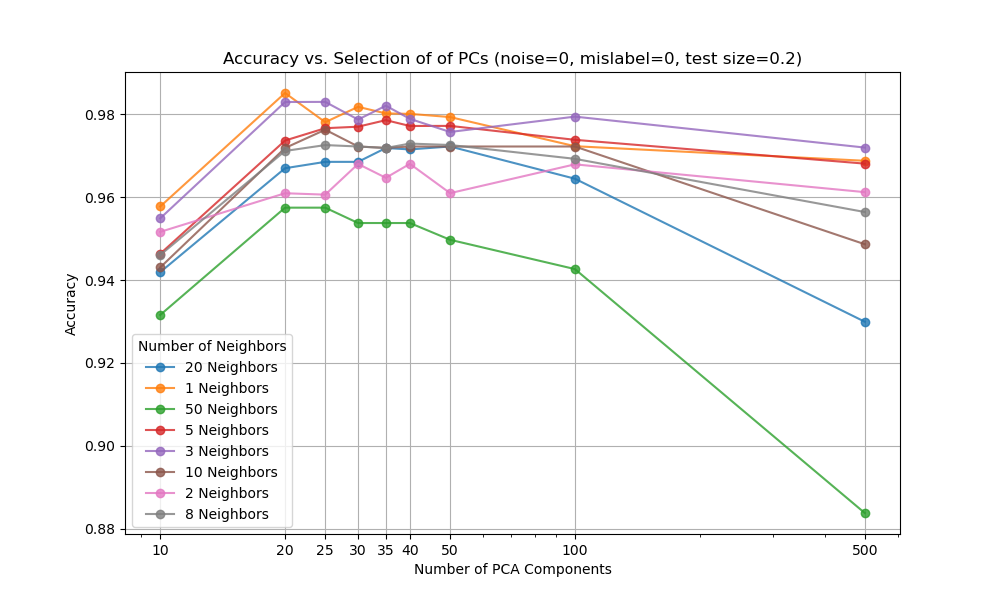 Accuracy vs. Selection of of PCs (noise=0, mislabel=0, test size=0.2)
0.98
0.96
0.94
0.92
0.90
0.88
Accuracy
Number of Neighbors
20 Neighbors
1 Neighbors
50 Neighbors
5 Neighbors
3 Neighbors
10 Neighbors
2 Neighbors
8 Neighbors
10 20 25 30 35 40 50 100 500
Number of PCA Components